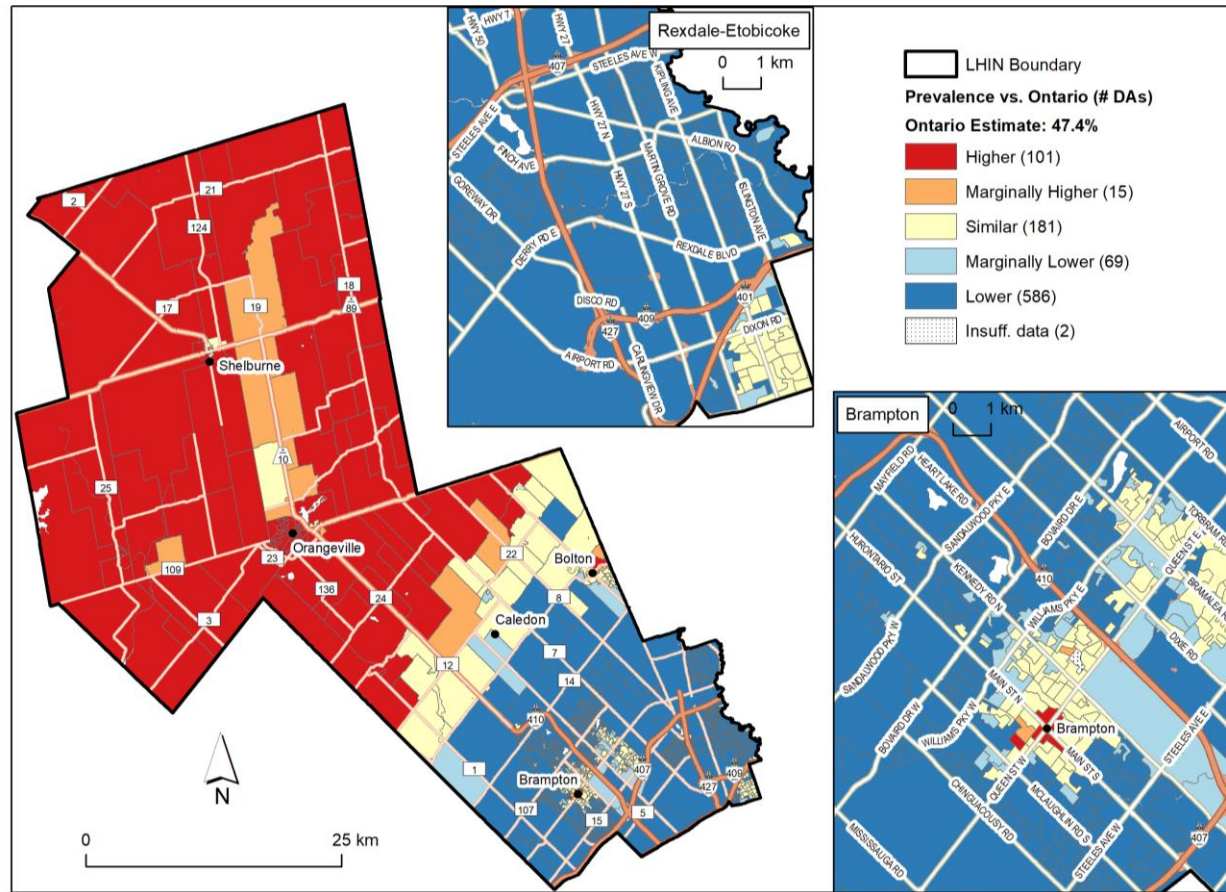 Rexdale-Etobicoke
0 1 km
HWY 7
HWY 50
HWY 27
407
STEELES AVE W
KIPLING AVE
STEELES AVE E
FINCH AVE
HWY 27 N
MARTIN GROVE RD
ALBION RD
GOREWAY DR
HWY 27 S
ISLINGTON AVE
DERRY RD E
REXDALE BLVD
DISCO RD
401
427
409
DIXON RD
AIRPORT RD
CARLINGVIEW DR
LHIN Boundary
Prevalence vs. Ontario (# DAs)
Ontario Estimate: 47.4%
Higher (101)
Marginally Higher (15)
Similar (181)
Marginally Lower (69)
Lower (586)
Insuff. data (2)
2
21
124
17
19
18
89
Shelburne
10
25
Orangeville
109
23
22
Bolton
136
24
8
3
Caledon
12
7
14
410
1
407
409
Brampton
427
107
15
5
N
0 25 km
Brampton
0 1 km
AIRPORT RD
MAYFIELD RD
HEART LAKE RD
SANDALWOOD PKY E
BOVAIRD DR E
TORBRAM RD
HURONTARIO ST
QUEEN ST E
KENNEDY RD N
410
BRAMALEA RD
WILLIAMS PKY E
DIXIE RD
SANDALWOOD PKY W
MAIN ST N
BOVAIRD DR W
WILLIAMS PKY W
Brampton
STEELES AVE E
MAIN ST S
QUEEN ST W
CHINGUACOUSY RD
MCLAUGHLIN RD S
MISSISSAUGA RD
STEELES AVE W
407